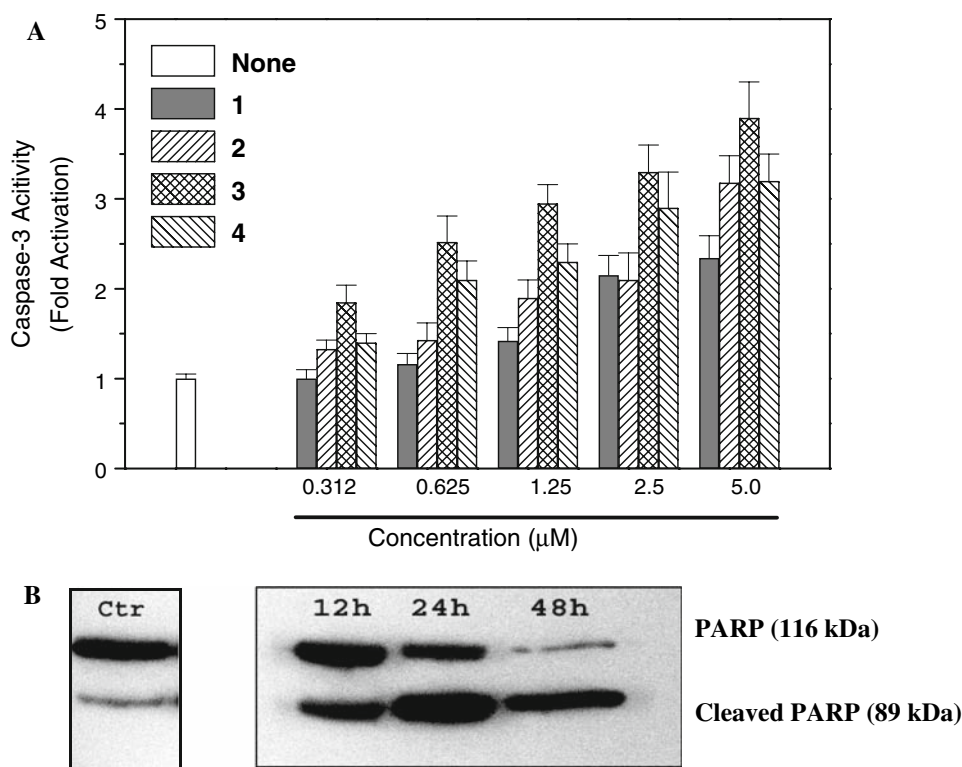 A
5
4
3
2
1
0
Caspase-3 Acitivity
(Fold Activation)
None
1
2
3
4
0.312 0.625 1.25 2.5 5.0
Concentration (μM)
B
Ctr
12h 24h 48h
PARP (116 kDa)
Cleaved PARP (89 kDa)